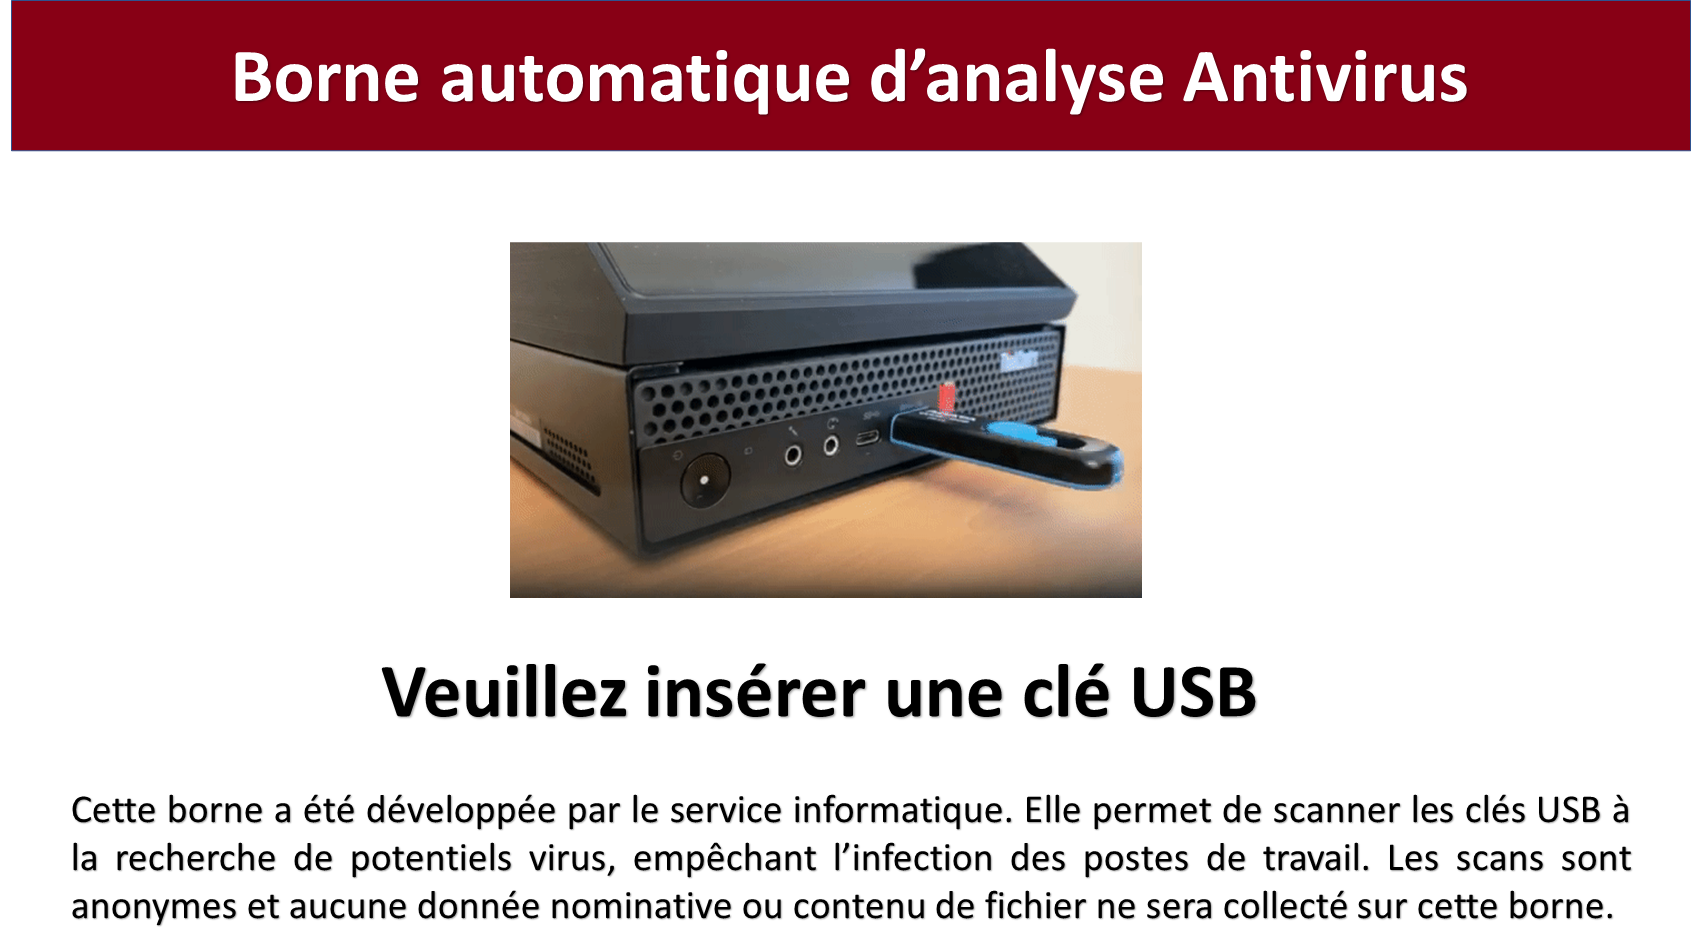 Borne automatique d’analyse Antivirus
Veuillez insérer une clé USB
Cette borne a été développée par le service informatique. Elle permet de scanner les clés USB à
la recherche de potentiels virus, empêchant l’infection des postes de travail. Les scans sont
anonymes et aucune donnée nominative ou contenu de fichier ne sera collecté sur cette borne.